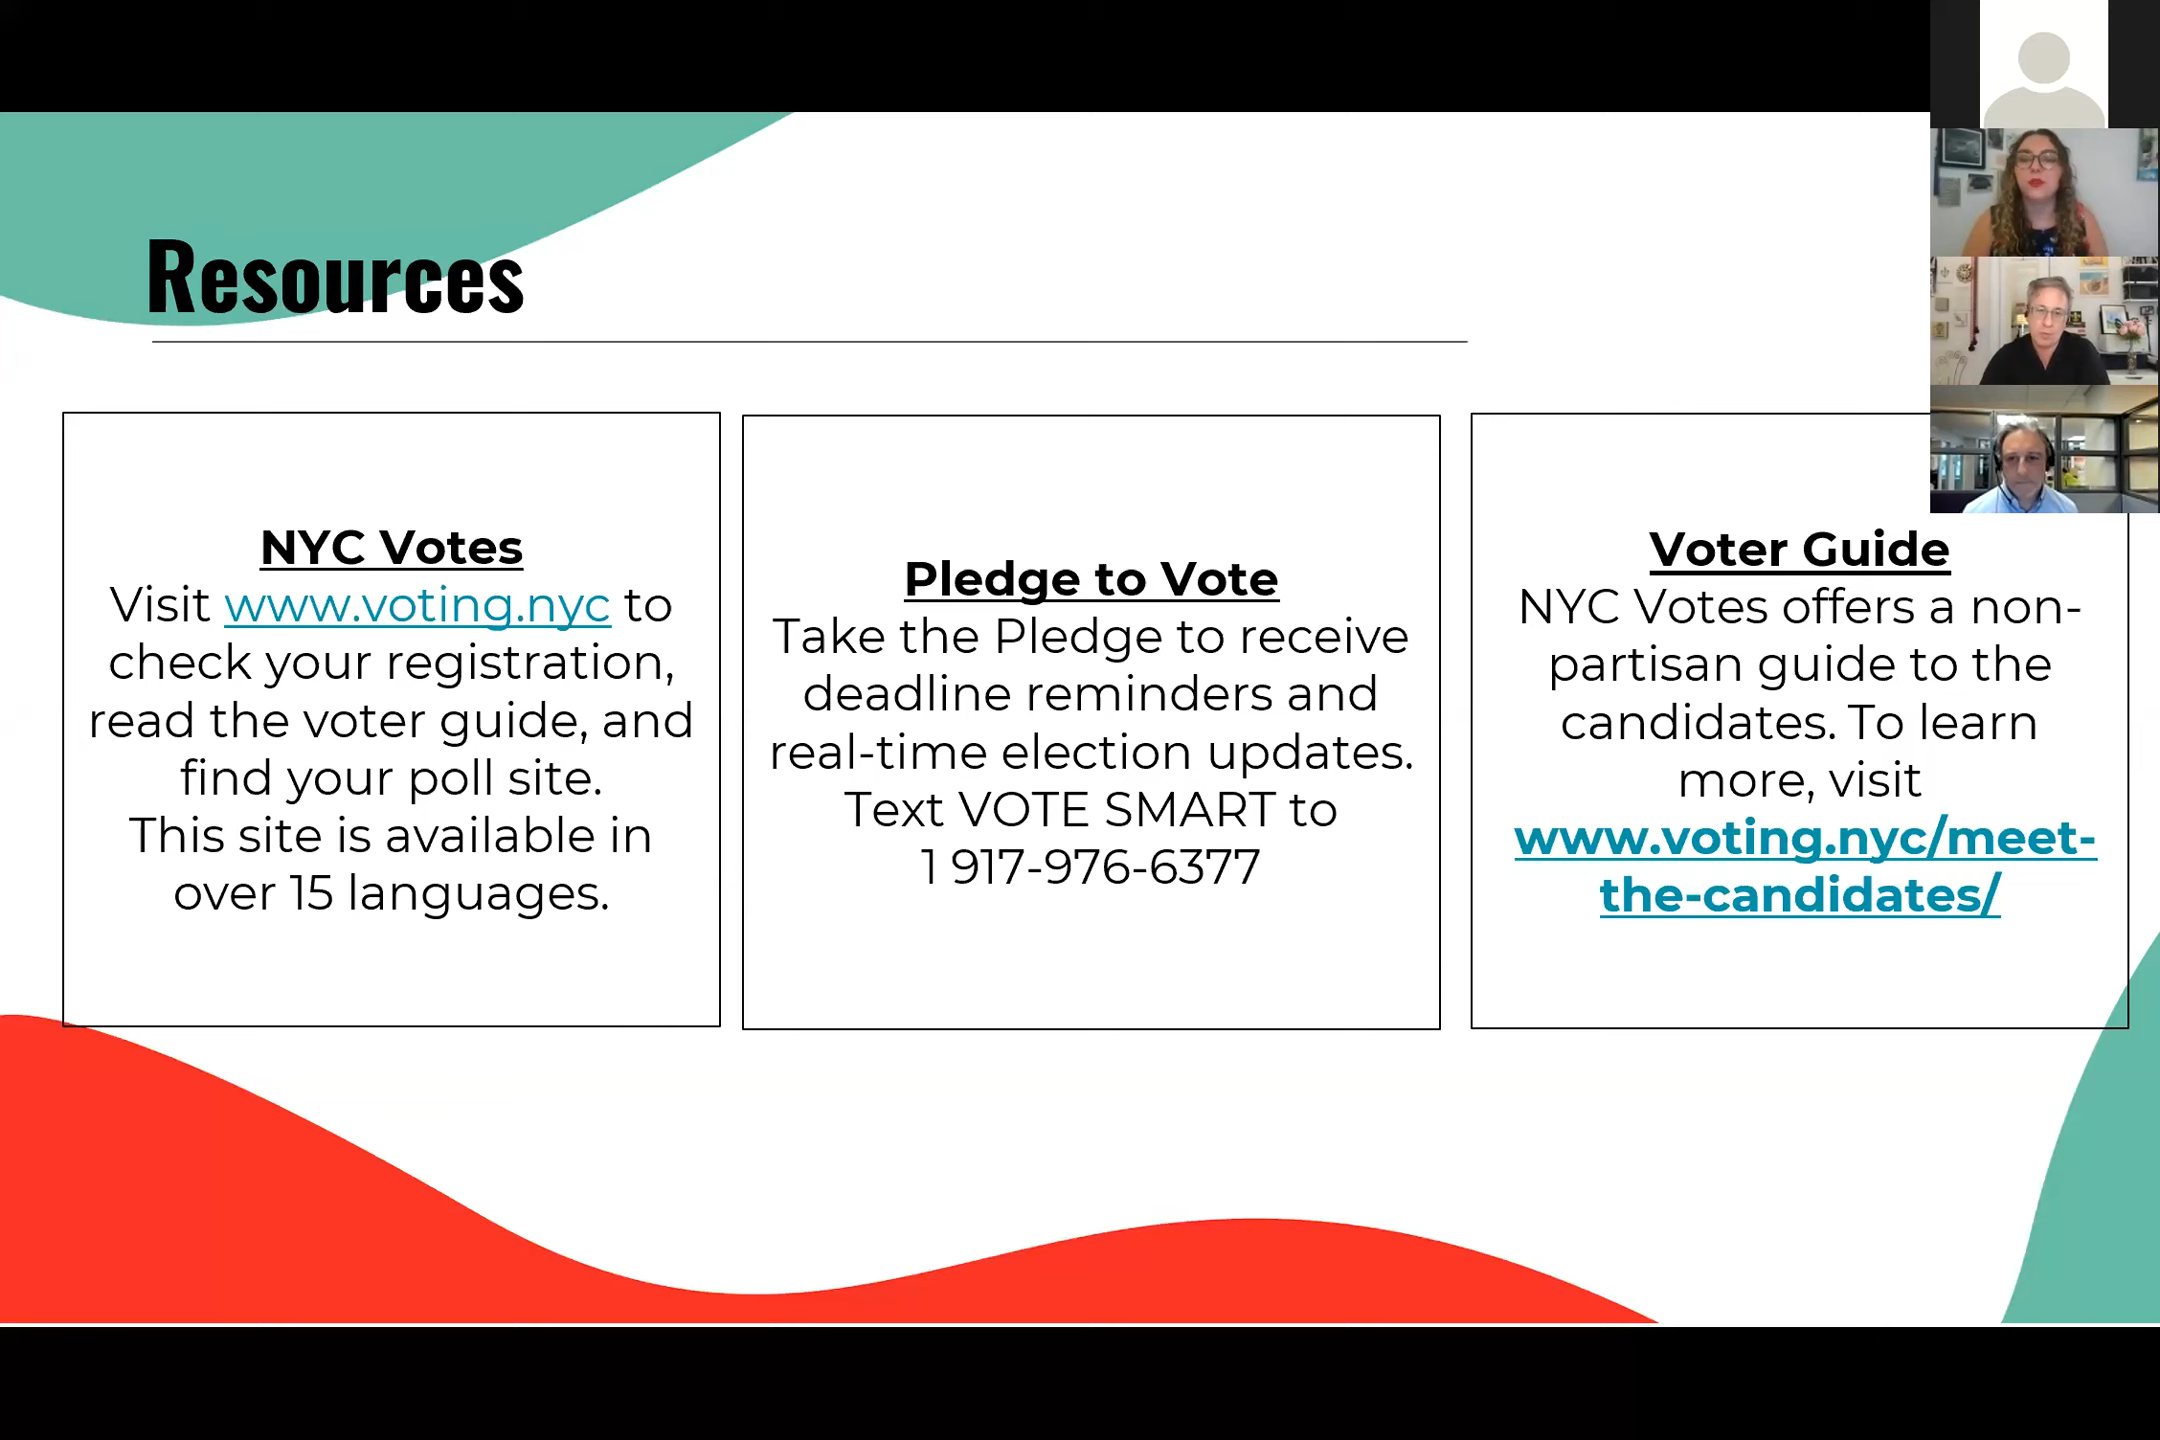 Resources
NYC Votes
Visit www.voting.nyc to
check your registration,
read the voter guide, and
find your poll site.
This site is available in
over 15 languages.
Pledge to Vote
Take the Pledge to receive
deadline reminders and
real-time election updates.
Text VOTE SMART to
1 917-976-6377
Voter Guide
NYC Votes offers a non-
partisan guide to the
candidates. To learn
more, visit
www.voting.nyc/meet-
the-candidates/